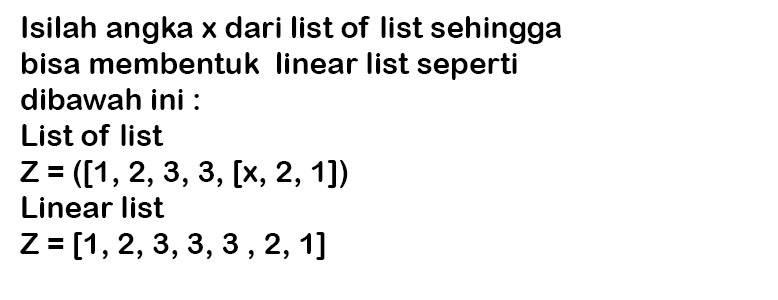 Isilah angka x dari list of list sehingga
bisa membentuk linear list seperti
dibawah ini :
List of list
Z = ([1, 2, 3, 3, [x, 2, 1])
Linear list
Z = [1, 2, 3, 3, 3 , 2, 1]